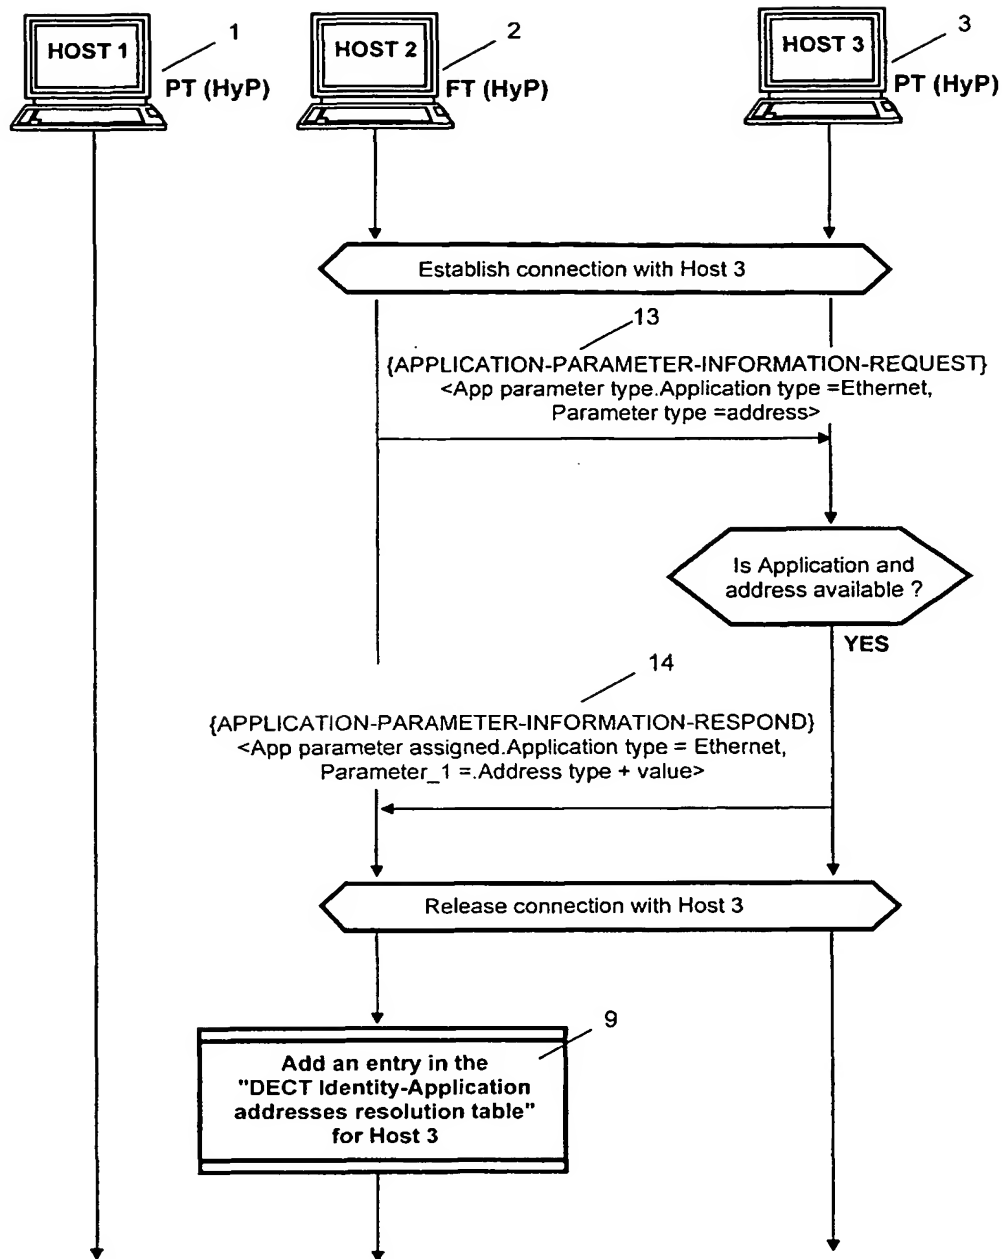 HOST 1
1
PT (HyP)
HOST 2
2
FT (HyP)
HOST 3
3
PT (HyP)
Establish connection with Host 3
13
{APPLICATION-PARAMETER-INFORMATION-REQUEST}
<App parameter type.Application type =Ethernet,
Parameter type =address>
Is Application and
address available ?
YES
14
{APPLICATION-PARAMETER-INFORMATION-RESPOND}
<App parameter assigned.Application type = Ethernet,
Parameter_1 =.Address type + value>
Release connection with Host 3
9
Add an entry in the
"DECT Identity-Application
addresses resolution table"
for Host 3